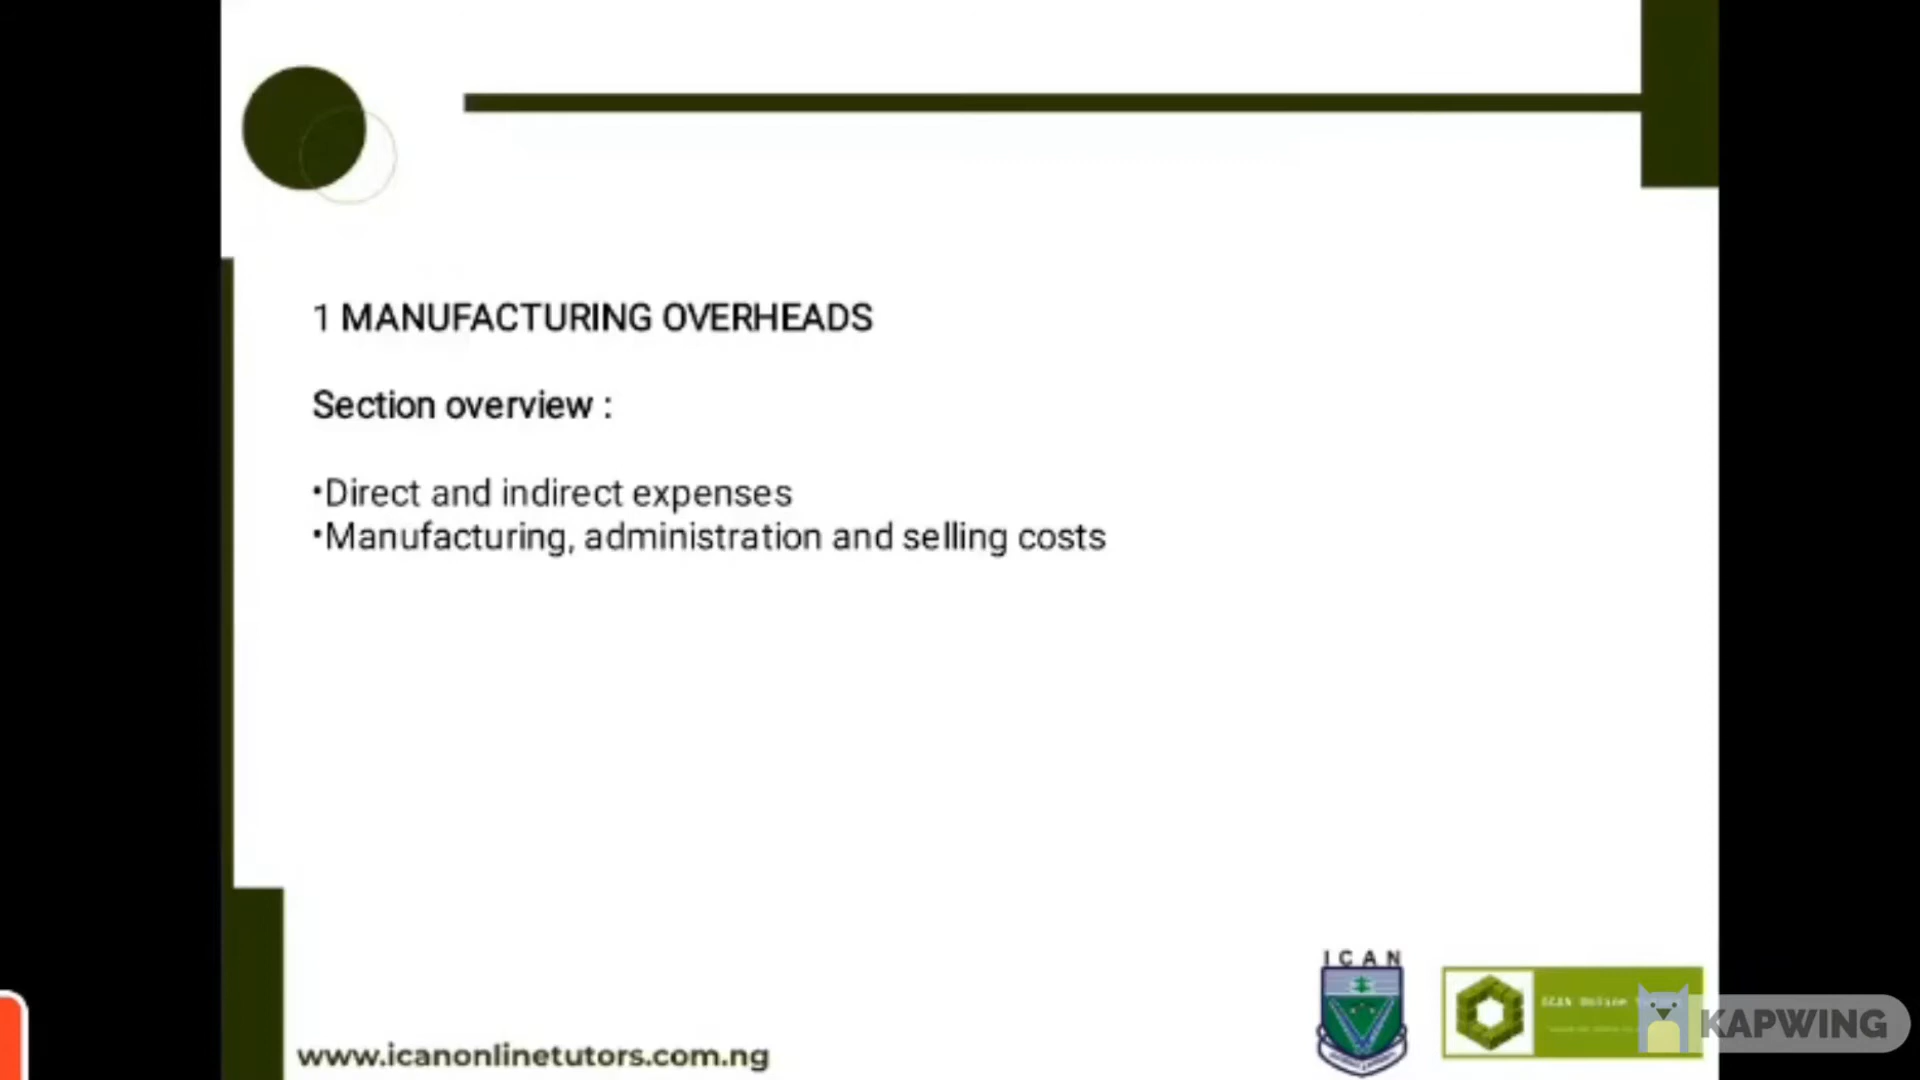 1 MANUFACTURING OVERHEADS
Section overview :
•Direct and indirect expenses
•Manufacturing, administration and selling costs
I C A N
ICAN Online
KAPWING
www.icanonlinetutors.com.ng